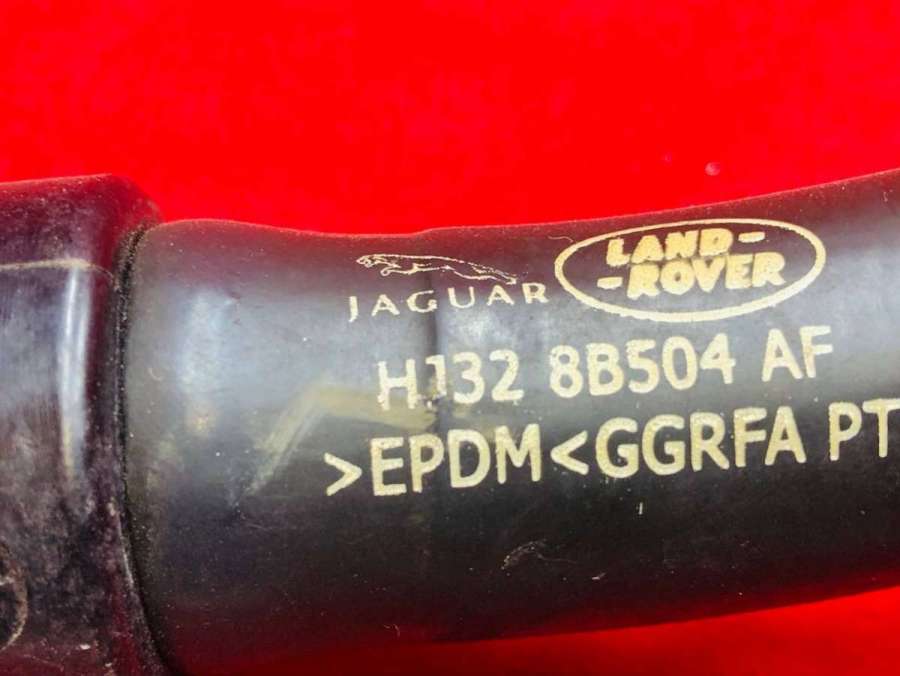 JAGUAR LAND-
-ROVER
HJ32 8B504 AF
>EPDM<GGRFA PT